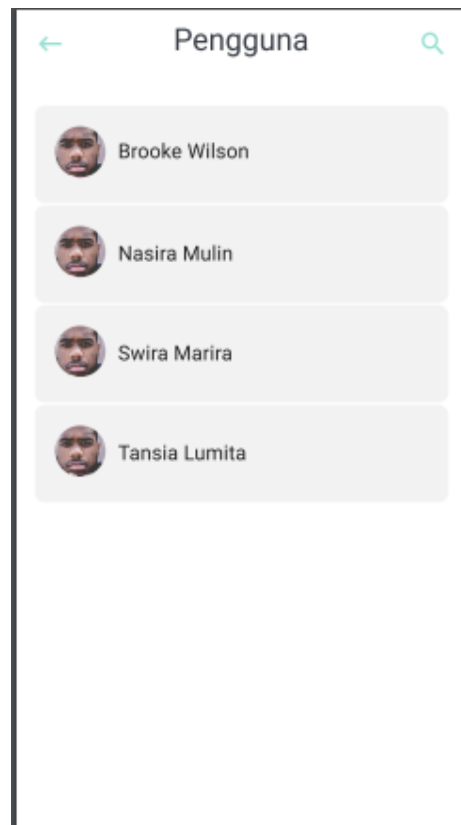 Pengguna
Brooke Wilson
Nasira Mulin
Swira Marira
Tansia Lumita